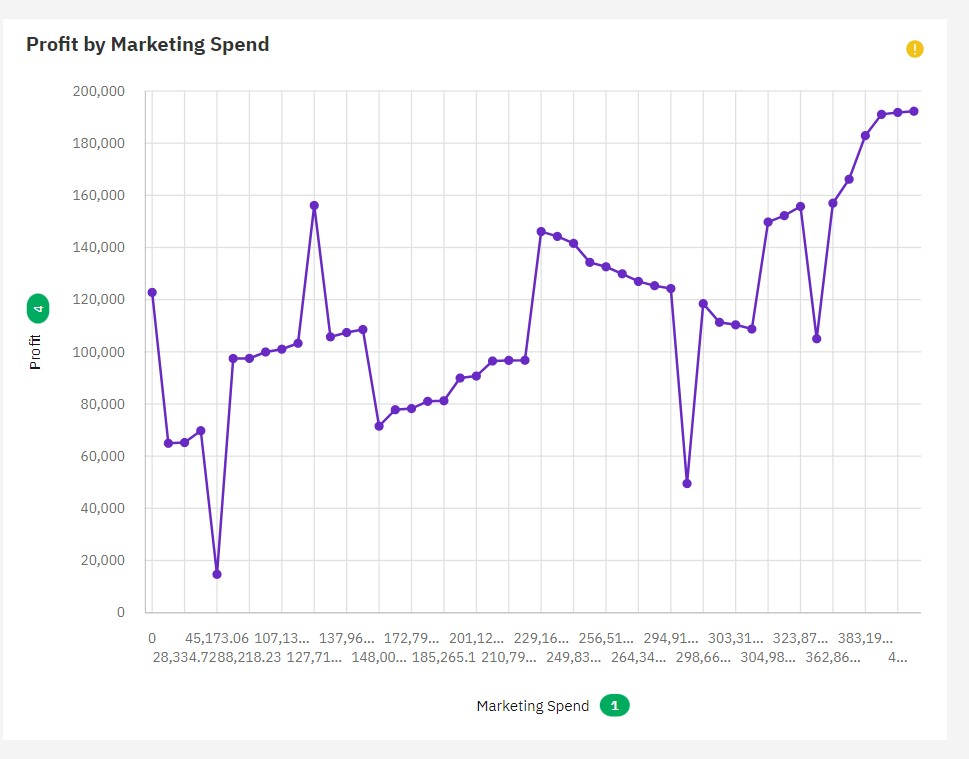 Profit by Marketing Spend
!
200,000
180,000
160,000
140,000
120,000
100,000
80,000
60,000
40,000
20,000
0
Profit 4
0 45,173.06 107,13... 137,96... 172,79... 201,12... 229,16... 256,51... 294,91... 303,31... 323,87... 383,19...
28,334.72 88,218.23 127,71... 148,00... 185,265.1 210,79... 249,83... 264,34... 298,66... 304,98... 362,86... 4...
Marketing Spend 1